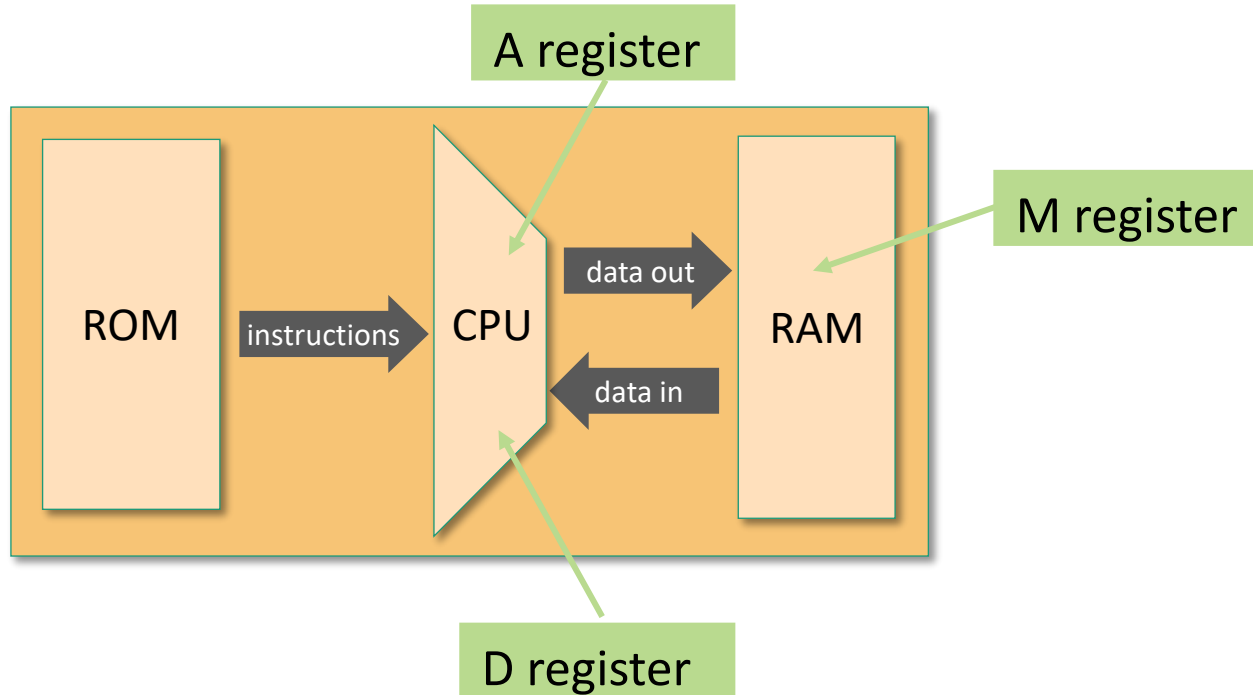 A register
M register
data out
ROM
instructions
CPU
RAM
data in
D register